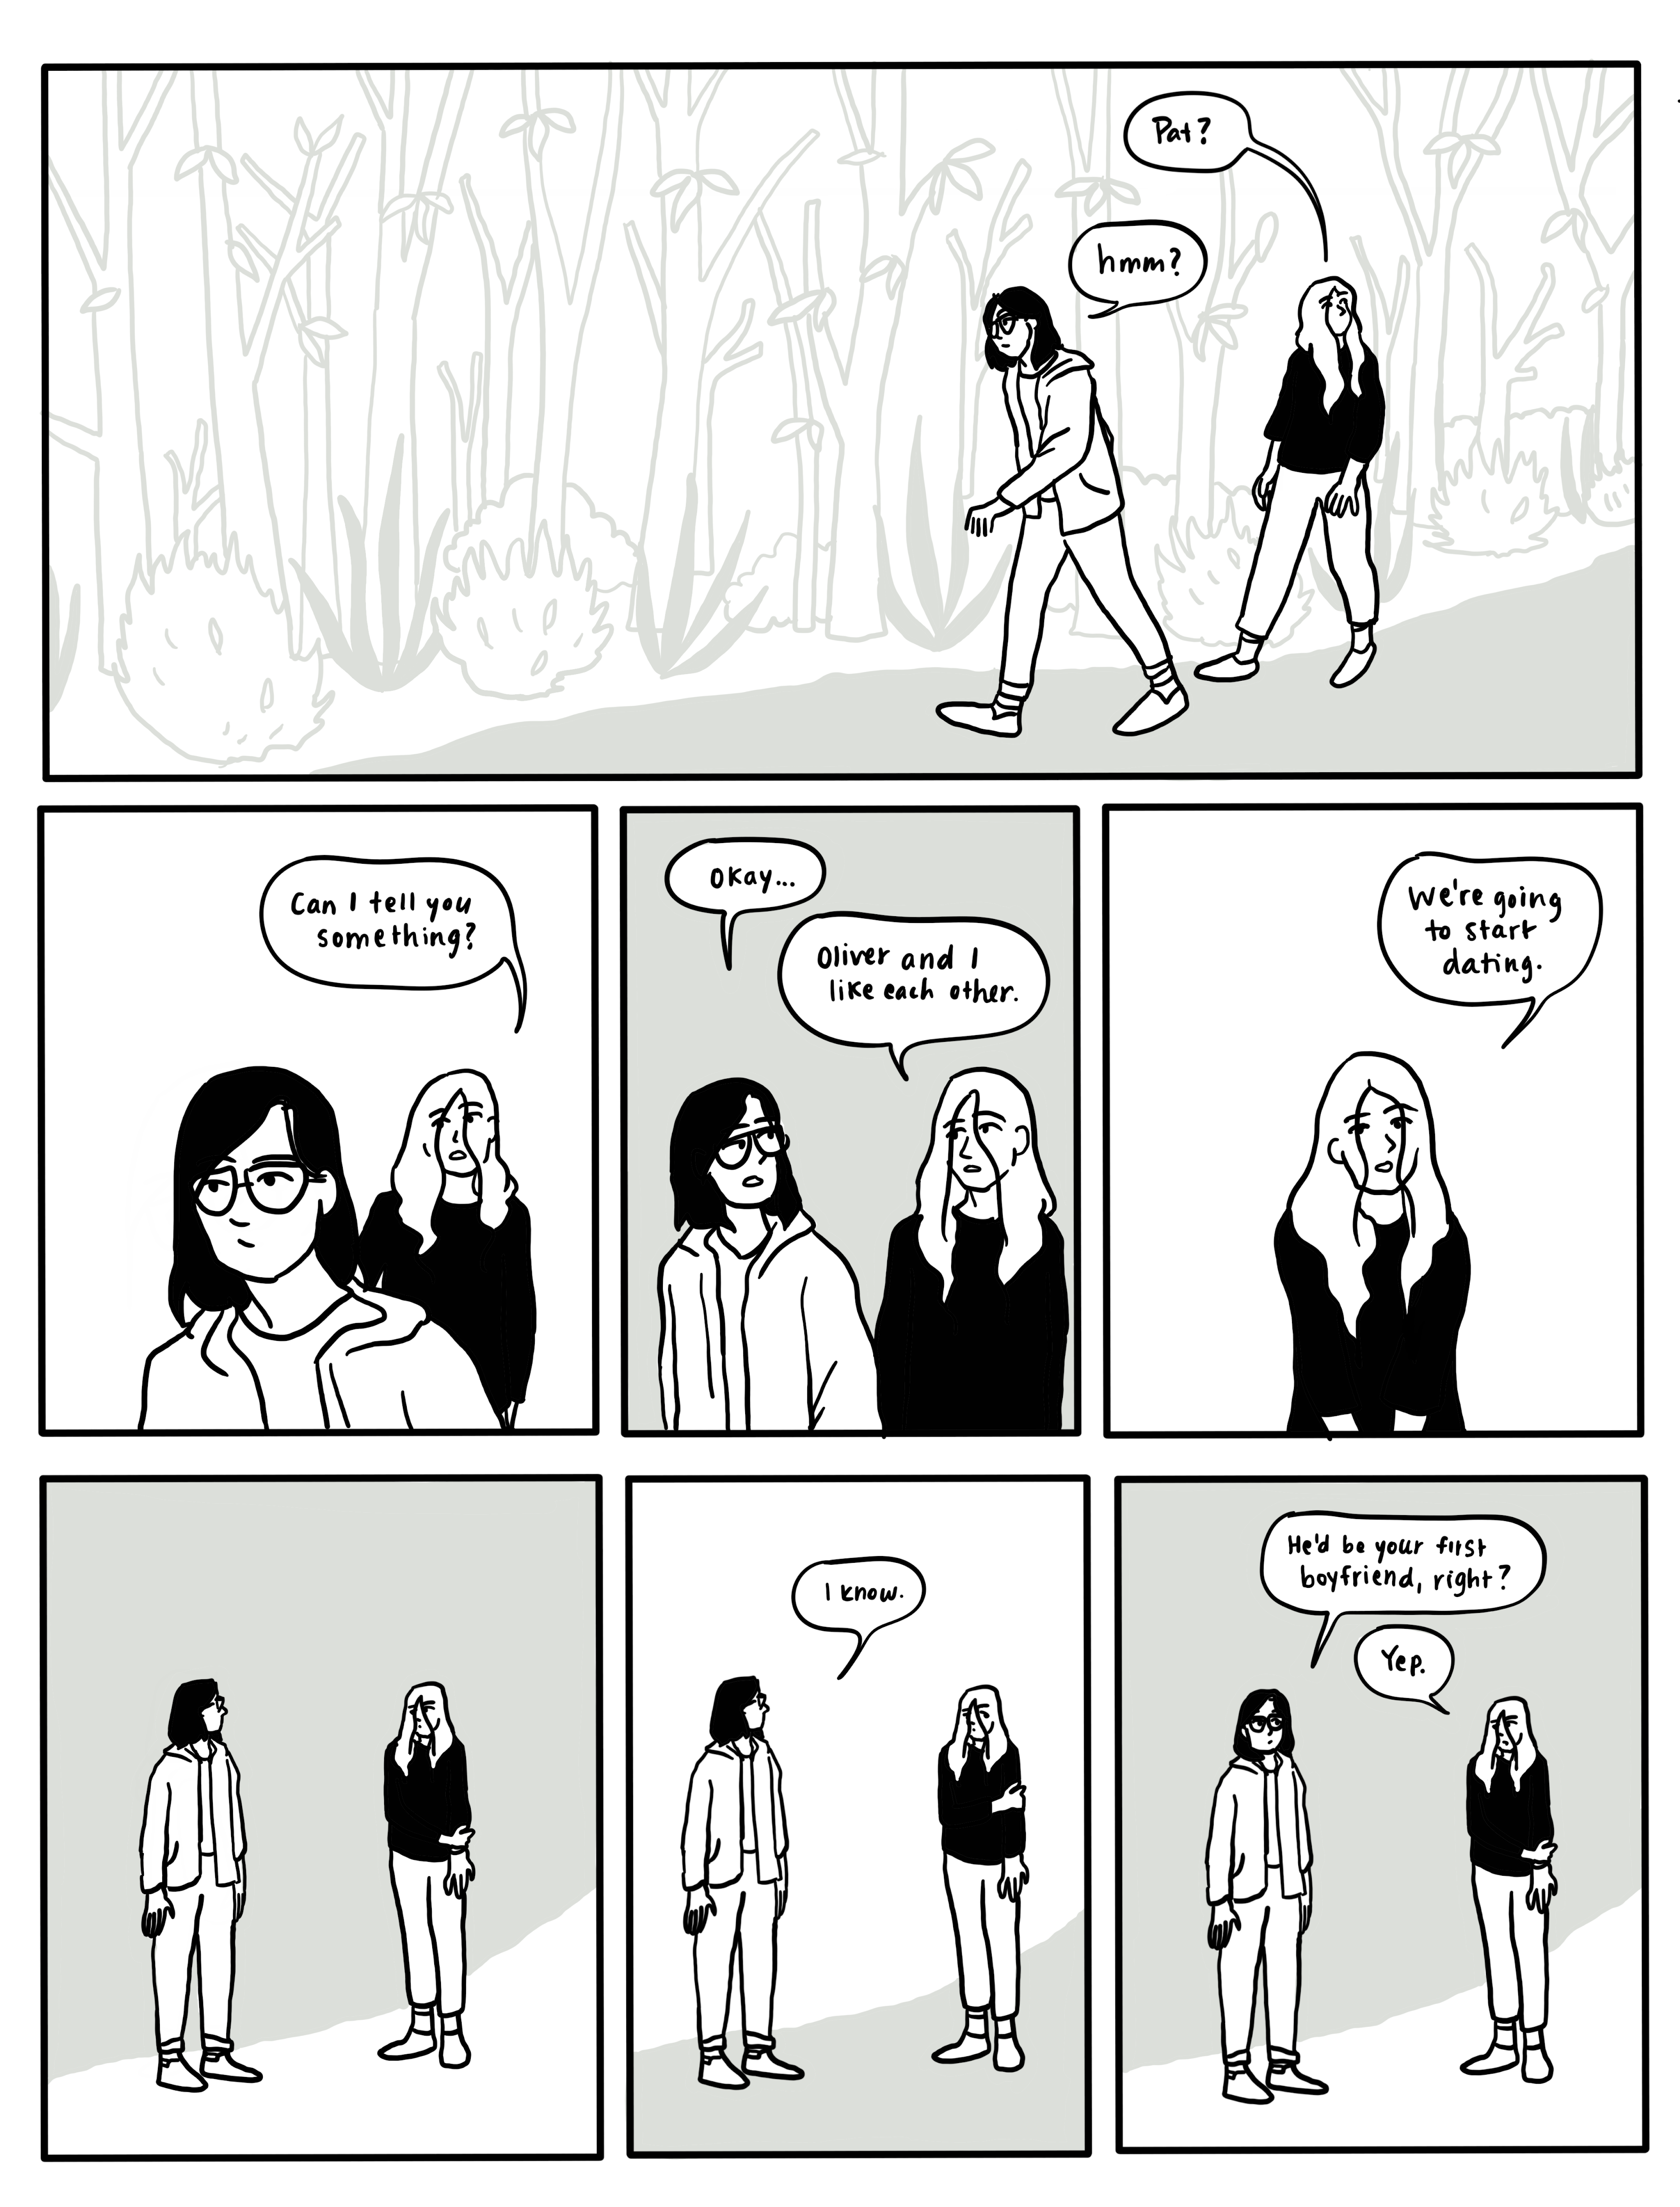 Pat?
hmm?
Can I tell you
something?
Okay...
Oliver and I
like each other.
We're going
to start
dating.
I know.
He'd be your first
boyfriend, right?
Yep.